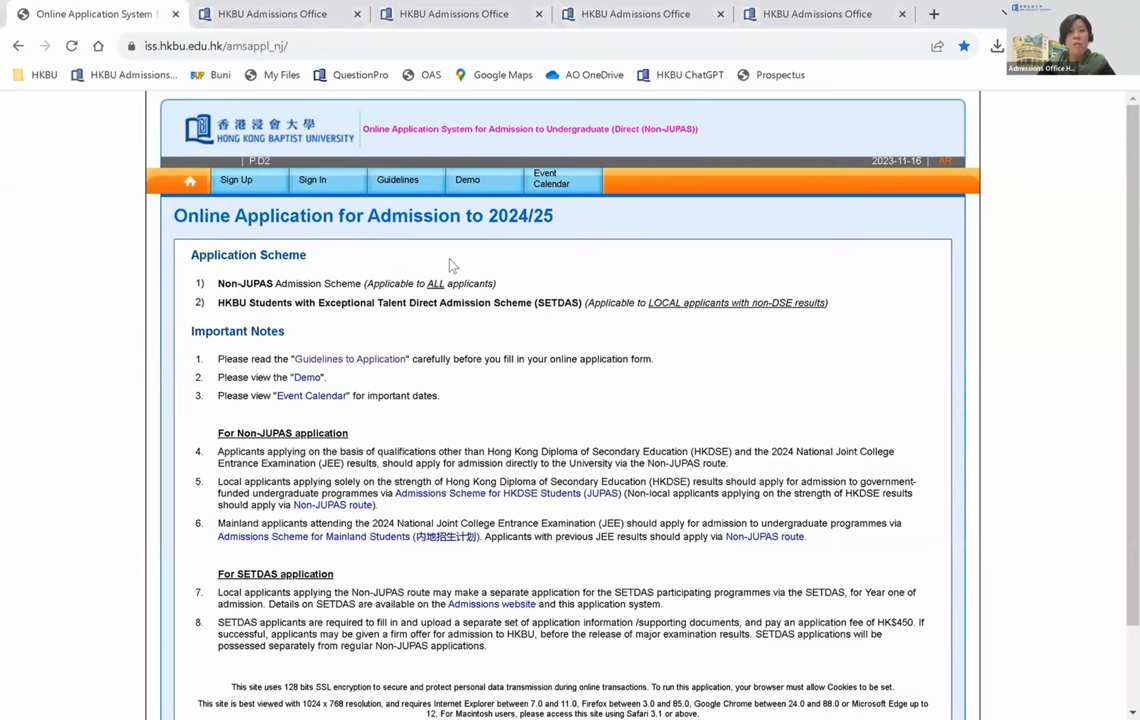 Online Application System
HKBU Admissions Office
HKBU Admissions Office
HKBU Admissions Office
HKBU Admissions Office
iss.hkbu.edu.hk/amsappl_nj/
HKBU
HKBU Admissions...
Buni
My Files
QuestionPro
OAS
Google Maps
AO OneDrive
HKBU ChatGPT
Prospectus
Admissions Office H...
香港浸會大學
HONG KONG BAPTIST UNIVERSITY
Online Application System for Admission to Undergraduate (Direct (Non-JUPAS))
| P.D2
2023-11-16 | AR
Sign Up
Sign In
Guidelines
Demo
Event
Calendar
Online Application for Admission to 2024/25
Application Scheme
1) Non-JUPAS Admission Scheme (Applicable to ALL applicants)
2) HKBU Students with Exceptional Talent Direct Admission Scheme (SETDAS) (Applicable to LOCAL applicants with non-DSE results)
Important Notes
1. Please read the "Guidelines to Application" carefully before you fill in your online application form.
2. Please view the "Demo".
3. Please view "Event Calendar" for important dates.
For Non-JUPAS application
4. Applicants applying on the basis of qualifications other than Hong Kong Diploma of Secondary Education (HKDSE) and the 2024 National Joint College
Entrance Examination (JEE) results, should apply for admission directly to the University via the Non-JUPAS route.
5. Local applicants applying solely on the strength of Hong Kong Diploma of Secondary Education (HKDSE) results should apply for admission to government-
funded undergraduate programmes via Admissions Scheme for HKDSE Students (JUPAS) (Non-local applicants applying on the strength of HKDSE results
should apply via Non-JUPAS route).
6. Mainland applicants attending the 2024 National Joint College Entrance Examination (JEE) should apply for admission to undergraduate programmes via
Admissions Scheme for Mainland Students (内地招生计划). Applicants with previous JEE results should apply via Non-JUPAS route.
For SETDAS application
7. Local applicants applying the Non-JUPAS route may make a separate application for the SETDAS participating programmes via the SETDAS, for Year one of
admission. Details on SETDAS are available on the Admissions website and this application system.
8. SETDAS applicants are required to fill in and upload a separate set of application information /supporting documents, and pay an application fee of HK$450. If
successful, applicants may be given a firm offer for admission to HKBU, before the release of major examination results. SETDAS applications will be
possessed separately from regular Non-JUPAS applications.
This site uses 128 bits SSL encryption to secure and protect personal data transmission during online transactions. To run this application, your browser must allow Cookies to be set.
This site is best viewed with 1024 x 768 resolution, and requires Internet Explorer between 7.0 and 11.0, Firefox between 3.0 and 85.0, Google Chrome between 24.0 and 88.0 or Microsoft Edge up to
12. For Macintosh users, please access this site using Safari 3.1 or above.